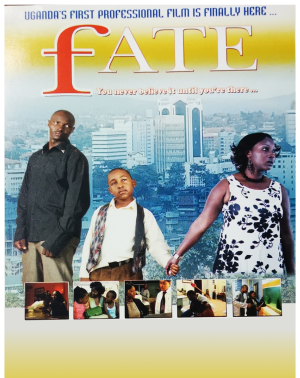 UGANDA'S FIRST PROFESSIONAL FILM IS FINALLY HERE ...
fATE
You never believe it until you're there ...